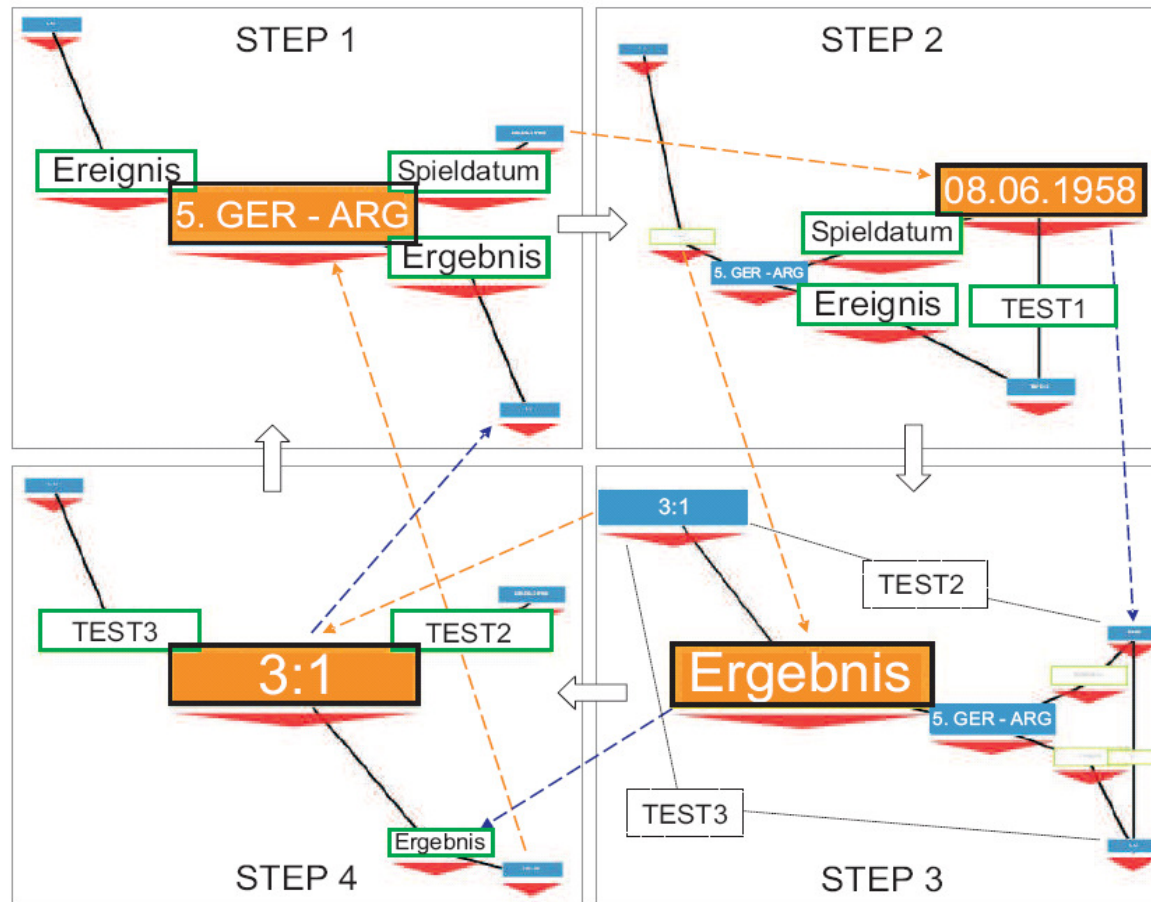 STEP 1
Ereignis
Spieldatum
5. GER - ARG
Ergebnis
STEP 2
08.06.1958
Spieldatum
5. GER - ARG
Ereignis
TEST1
3:1
TEST2
Ergebnis
5. GER - ARG
TEST3
STEP 3
TEST3
TEST2
3:1
Ergebnis
STEP 4